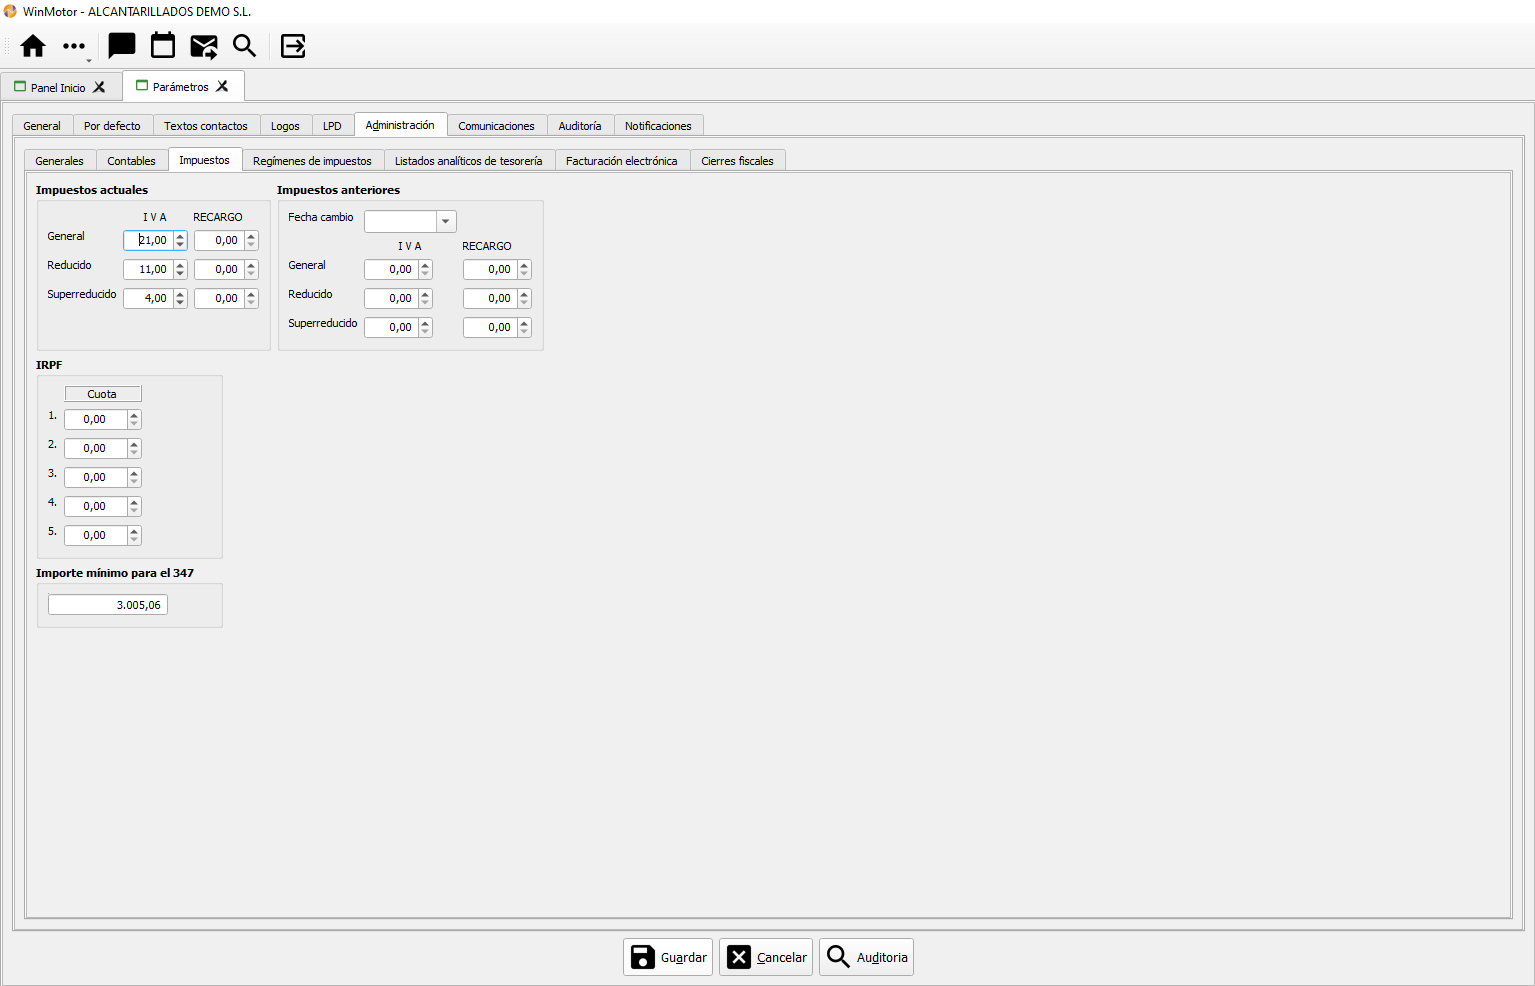 WinMotor - ALCANTARILLADOS DEMO S.L.
Panel Inicio Parámetros
General Por defecto Textos contactos Logos LPD Administración Comunicaciones Auditoría Notificaciones
Generales Contables Impuestos Regímenes de impuestos Listados analíticos de tesorería Facturación electrónica Cierres fiscales
Impuestos actuales
I V A RECARGO
General 21,00 0,00
Reducido 11,00 0,00
Superreducido 4,00 0,00
Impuestos anteriores
Fecha cambio
I V A RECARGO
General 0,00 0,00
Reducido 0,00 0,00
Superreducido 0,00 0,00
IRPF
Cuota
1. 0,00
2. 0,00
3. 0,00
4. 0,00
5. 0,00
Importe mínimo para el 347
3.005,06
Guardar Cancelar Auditoria